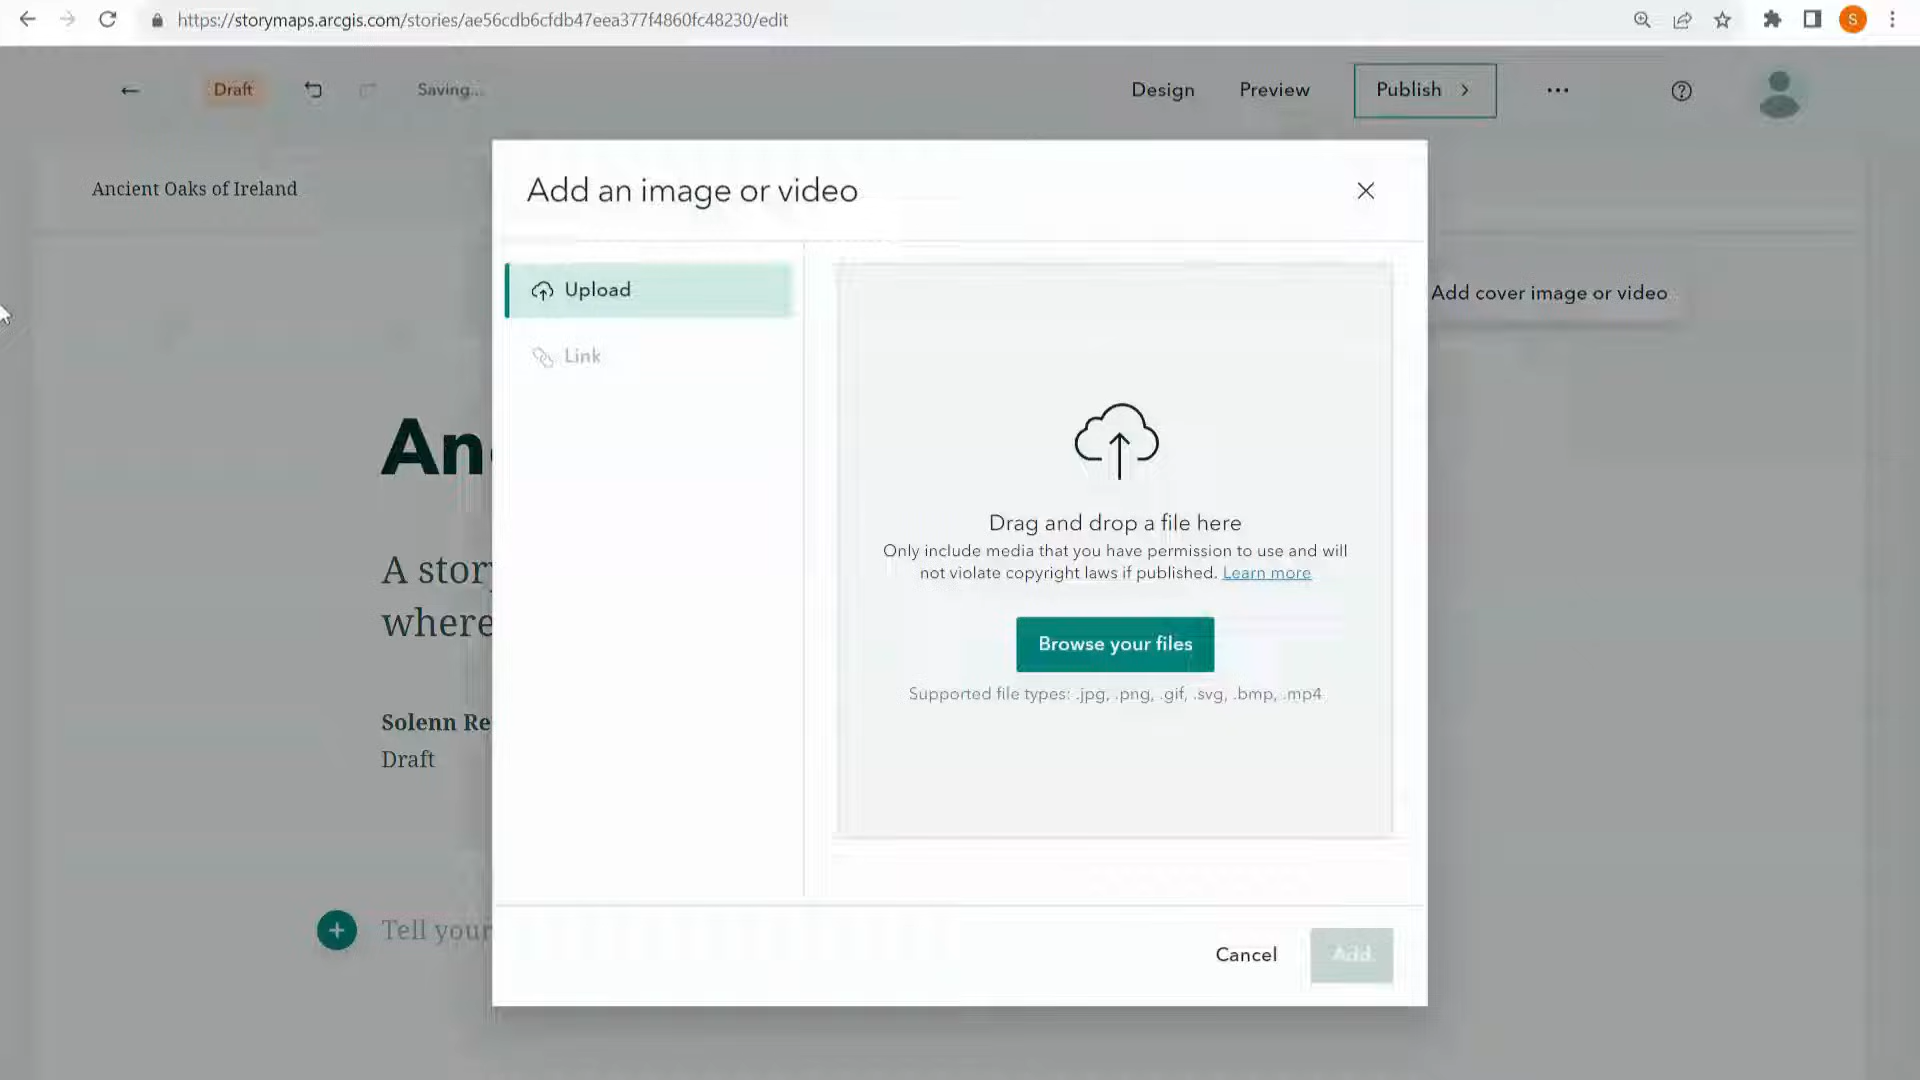 https://storymaps.arcgis.com/stories/ae56cdb6cfdb47eea377f4860fc48230/edit
S
Draft
Saving...
Design
Preview
Publish
Ancient Oaks of Ireland
Add an image or video
Upload
Link
Add cover image or video
Drag and drop a file here
Only include media that you have permission to use and will
not violate copyright laws if published. Learn more
Browse your files
Supported file types: .jpg, .png, .gif, .svg, .bmp, .mp4
An
A story
where
Solenn Re
Draft
Tell your
Cancel
Add